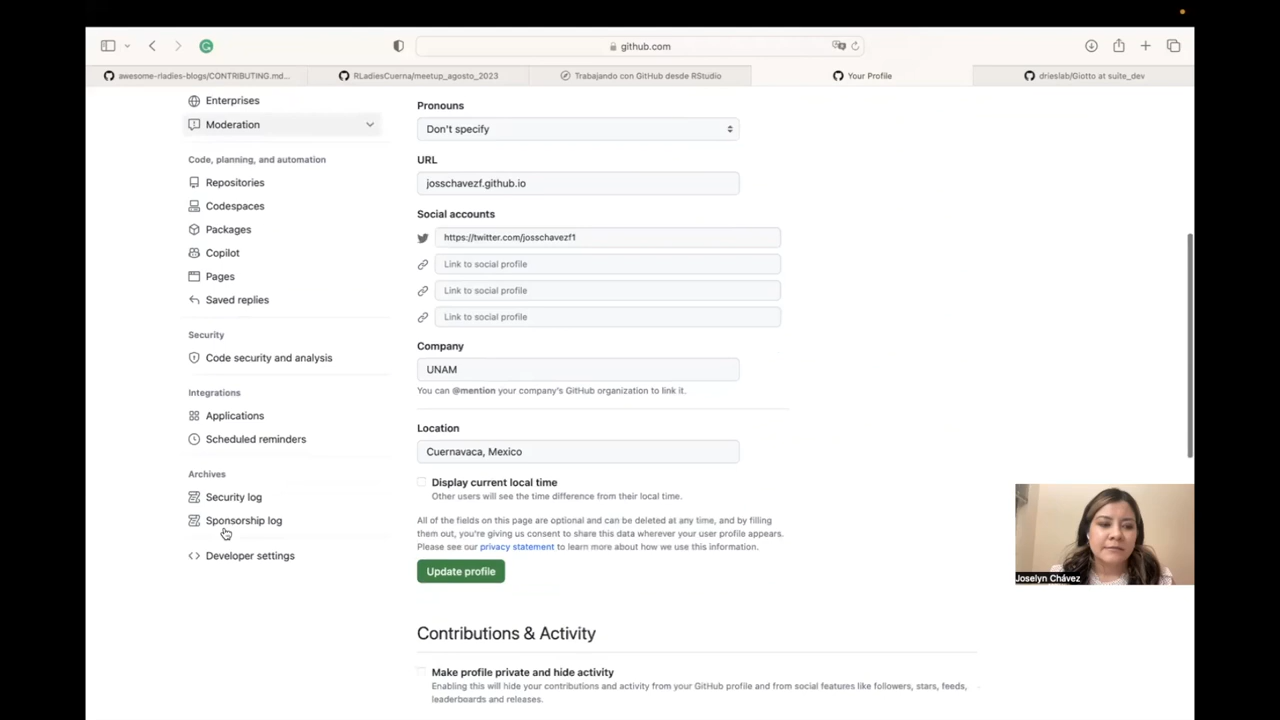 github.com
awesome-rladies-blogs/CONTRIBUTING.md...
RLadiesCuerna/meetup_agosto_2023
Trabajando con GitHub desde RStudio
Your Profile
drieslab/Giotto at suite_dev
Enterprises
Moderation
Code, planning, and automation
Repositories
Codespaces
Packages
Copilot
Pages
Saved replies
Security
Code security and analysis
Integrations
Applications
Scheduled reminders
Archives
Security log
Sponsorship log
Developer settings
Pronouns
Don't specify
URL
josschavezf.github.io
Social accounts
https://twitter.com/josschavezf1
Link to social profile
Link to social profile
Link to social profile
Company
UNAM
You can @mention your company's GitHub organization to link it.
Location
Cuernavaca, Mexico
Display current local time
Other users will see the time difference from their local time.
All of the fields on this page are optional and can be deleted at any time, and by filling
them out, you're giving us consent to share this data wherever your user profile appears.
Please see our privacy statement to learn more about how we use this information.
Update profile
Contributions & Activity
Make profile private and hide activity
Enabling this will hide your contributions and activity from your GitHub profile and from social features like followers, stars, feeds,
leaderboards and releases.
Joselyn Chávez